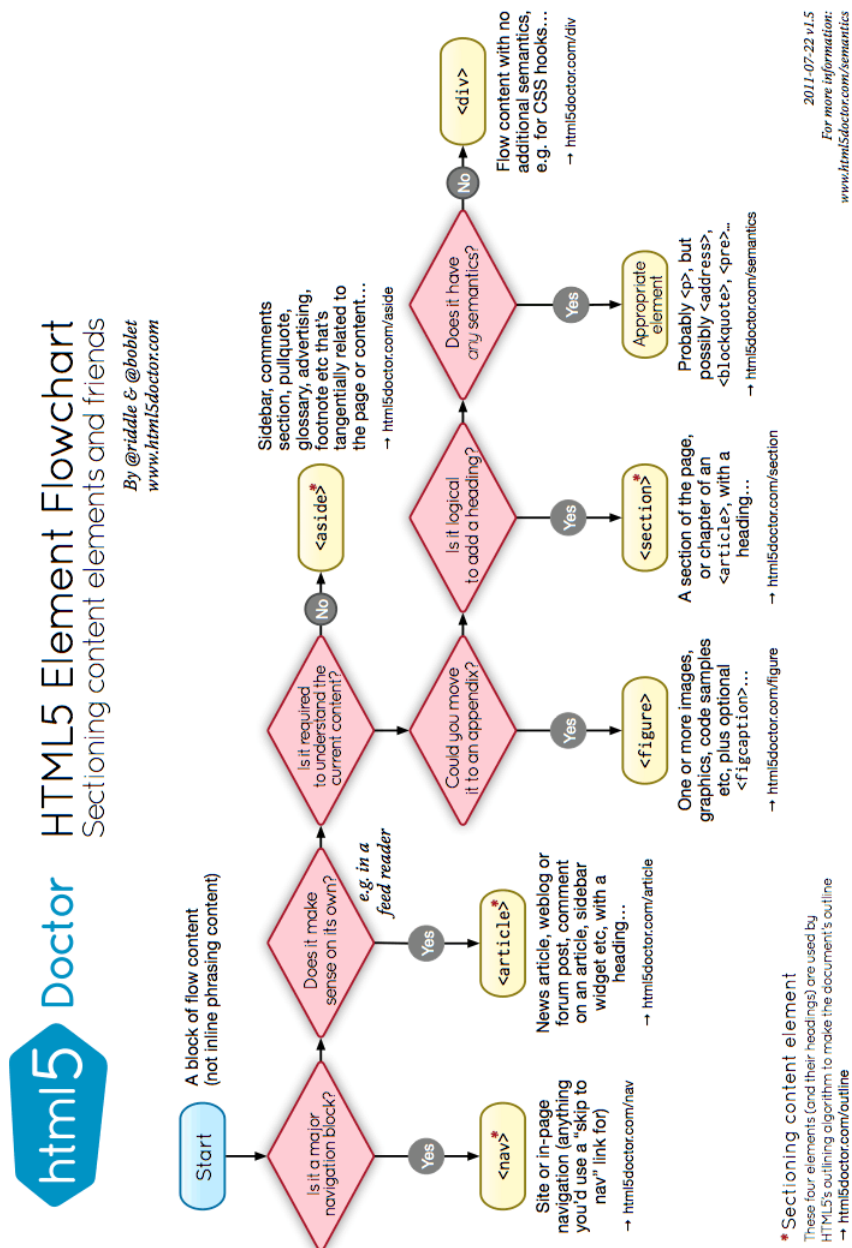 html5 Doctor
HTML5 Element Flowchart
Sectioning content elements and friends
By @riddle & @boblet
www.html5doctor.com
Start
A block of flow content
(not inline phrasing content)
Is it a major
navigation block?
Yes
<nav>*
Site or in-page
navigation (anything
you’d use a “skip to
nav” link for)
→ html5doctor.com/nav
Does it make
sense on its own?
e.g. in a
feed reader
Yes
<article>*
News article, weblog or
forum post, comment
on an article, sidebar
widget etc, with a
heading…
→ html5doctor.com/article
Is it required
to understand the
current content?
No
<aside>*
Sidebar, comments
section, pullquote,
glossary, advertising,
footnote etc that’s
tangentially related to
the page or content…
→ html5doctor.com/aside
Could you move
it to an appendix?
Yes
<figure>
One or more images,
graphics, code samples
etc, plus optional
<figcaption>…
→ html5doctor.com/figure
Is it logical
to add a heading?
Yes
<section>*
A section of the page,
or chapter of an
<article>, with a
heading…
→ html5doctor.com/section
Does it have
any semantics?
Yes
Appropriate
element
Probably <p>, but
possibly <address>,
<blockquote>, <pre>…
→ html5doctor.com/semantics
No
<div>
Flow content with no
additional semantics,
e.g. for CSS hooks…
→ html5doctor.com/div
* Sectioning content element
These four elements (and their headings) are used by
HTML5’s outlining algorithm to make the document’s outline
→ html5doctor.com/outline
2011-07-22 v1.5
For more information:
www.html5doctor.com/semantics